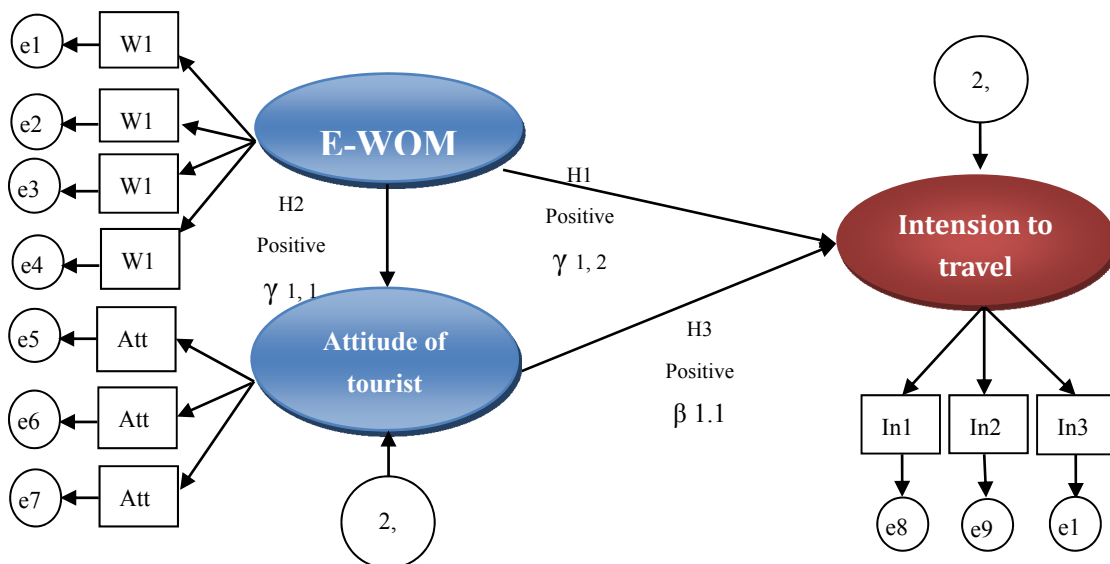 e1
W1
2,
e2
W1
E-WOM
e3
W1
H1
H2
Positive
Positive
γ 1, 2
γ 1, 1
e4
W1
Intension to
travel
e5
Att
Attitude of
tourist
H3
Positive
β 1.1
e6
Att
In1
In2
In3
e7
Att
2,
e8
e9
e1